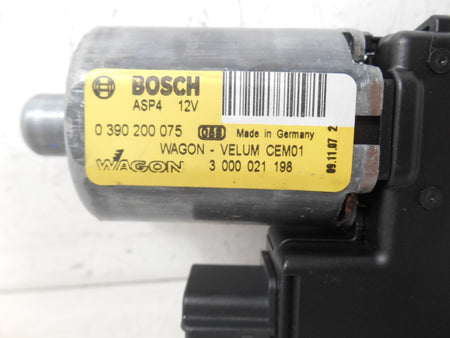 BOSCH
ASP4 12V
0 390 200 075 Made in Germany
WAGON - VELUM CEM01
WAGON 3 000 021 198
09.11.07 2